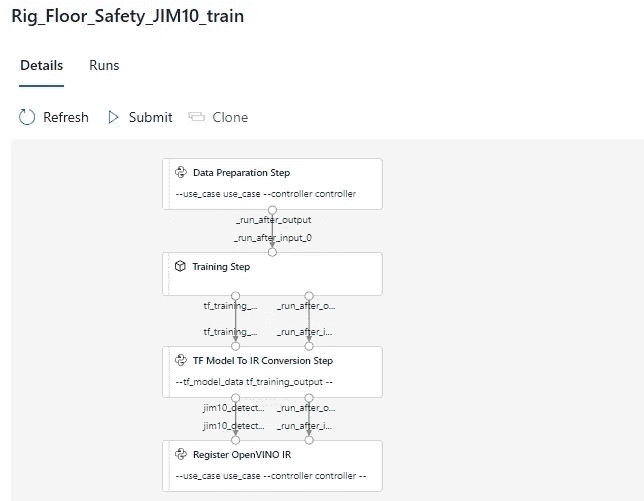 Rig_Floor_Safety_JIM10_train
Details Runs
Refresh Submit Clone
Data Preparation Step
--use_case use_case --controller controller
_run_after_output
_run_after_input_0
Training Step
tf_training_... _run_after_o...
tf_training_... _run_after_i...
TF Model To IR Conversion Step
--tf_model_data tf_training_output --
jim10_detect... _run_after_o...
jim10_detect... _run_after_i...
Register OpenVINO IR
--use_case use_case --controller controller --